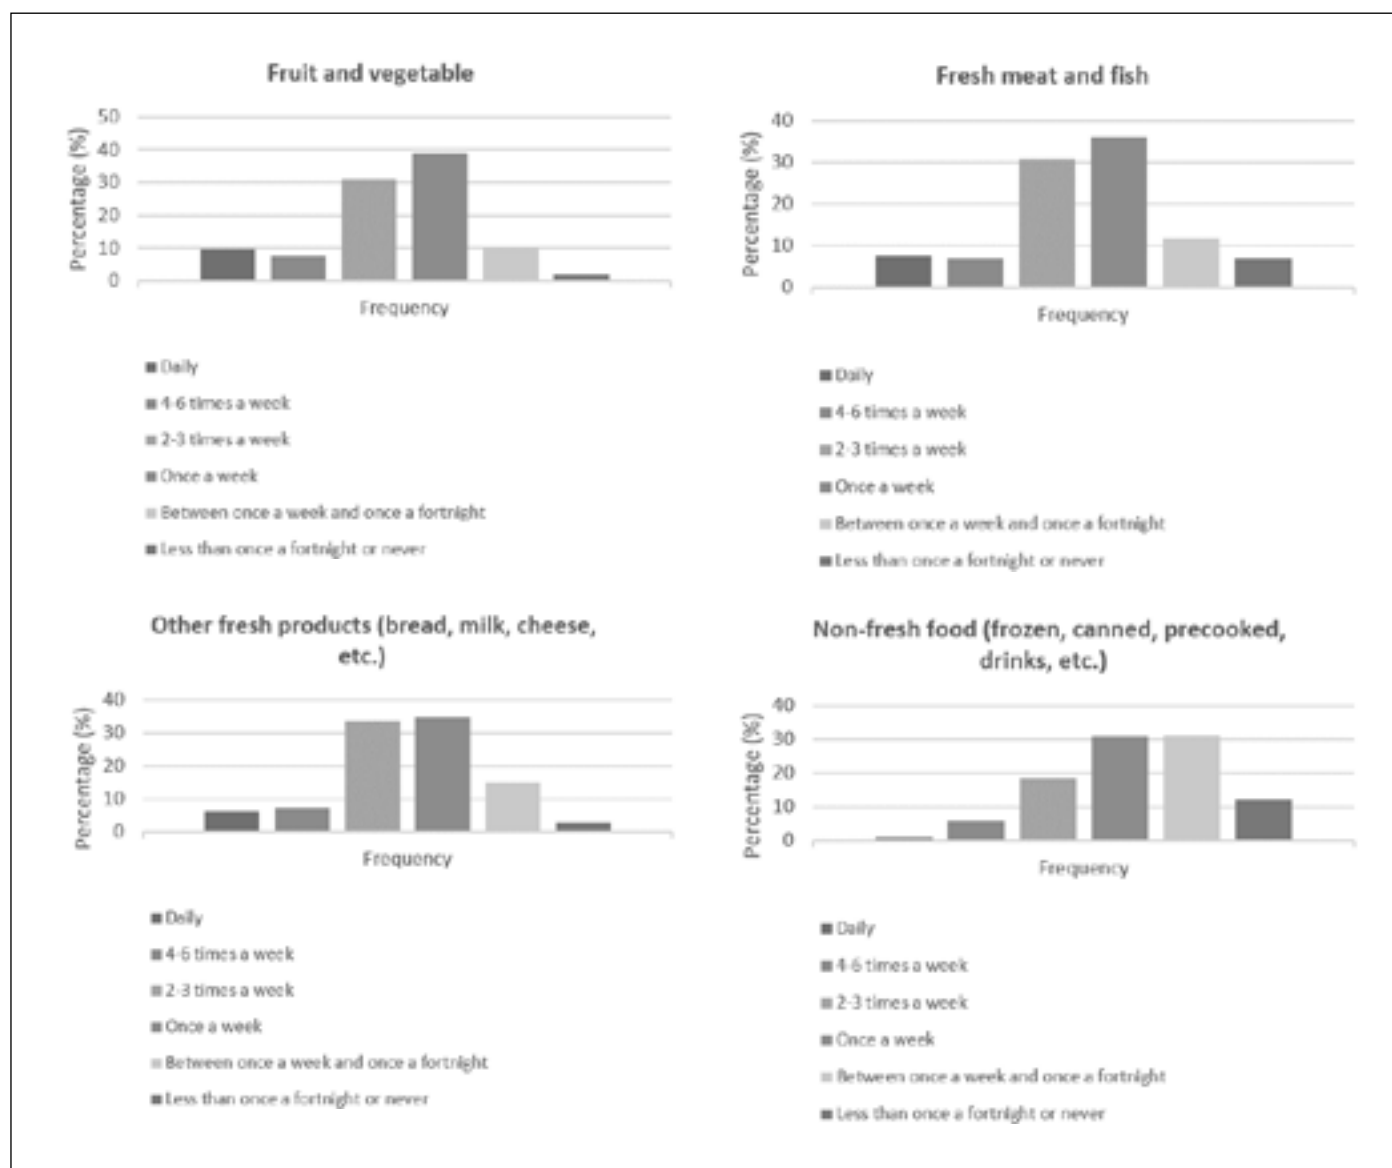 Fruit and vegetable
50
40
30
20
10
0
Percentage (%)
Frequency
Daily
4-6 times a week
2-3 times a week
Once a week
Between once a week and once a fortnight
Less than once a fortnight or never
Fresh meat and fish
40
30
20
10
0
Percentage (%)
Frequency
Daily
4-6 times a week
2-3 times a week
Once a week
Between once a week and once a fortnight
Less than once a fortnight or never
Other fresh products (bread, milk, cheese,
etc.)
40
30
20
10
0
Percentage (%)
Frequency
Daily
4-6 times a week
2-3 times a week
Once a week
Between once a week and once a fortnight
Less than once a fortnight or never
Non-fresh food (frozen, canned, precooked,
drinks, etc.)
40
30
20
10
0
Percentage (%)
Frequency
Daily
4-6 times a week
2-3 times a week
Once a week
Between once a week and once a fortnight
Less than once a fortnight or never